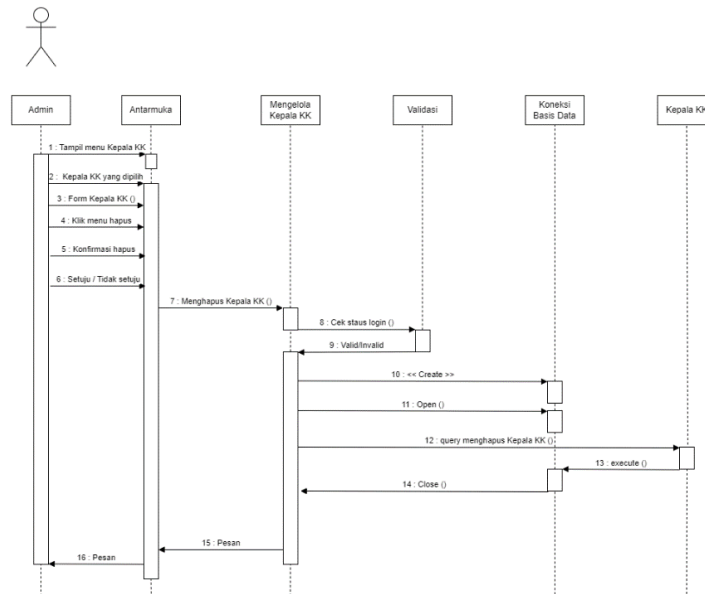 Admin
Antarmuka
Mengelola
Kepala KK
Validasi
Koneksi
Basis Data
Kepala KK
1 : Tampil menu Kepala KK
2 : Kepala KK yang dipilih
3 : Form Kepala KK ()
4 : Klik menu hapus
5 : Konfirmasi hapus
6 : Setuju / Tidak setuju
7 : Menghapus Kepala KK ()
8 : Cek staus login ()
9 : Valid/Invalid
10 : << Create >>
11 : Open ()
12 : query menghapus Kepala KK ()
13 : execute ()
14 : Close ()
15 : Pesan
16 : Pesan